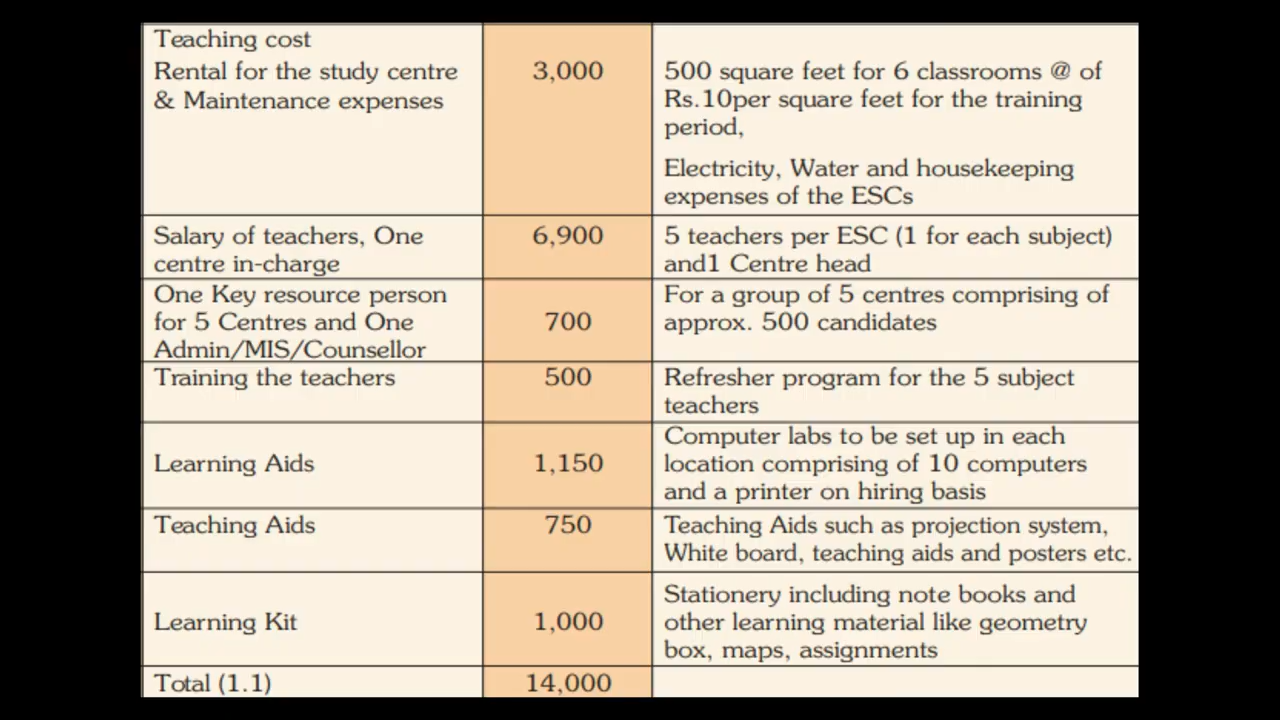 Teaching cost
Rental for the study centre
& Maintenance expenses
3,000
500 square feet for 6 classrooms @ of
Rs.10per square feet for the training
period,
Electricity, Water and housekeeping
expenses of the ESCs
Salary of teachers, One
centre in-charge
6,900
5 teachers per ESC (1 for each subject)
and1 Centre head
One Key resource person
for 5 Centres and One
Admin/MIS/Counsellor
700
For a group of 5 centres comprising of
approx. 500 candidates
Training the teachers
500
Refresher program for the 5 subject
teachers
Learning Aids
1,150
Computer labs to be set up in each
location comprising of 10 computers
and a printer on hiring basis
Teaching Aids
750
Teaching Aids such as projection system,
White board, teaching aids and posters etc.
Learning Kit
1,000
Stationery including note books and
other learning material like geometry
box, maps, assignments
Total (1.1)
14,000